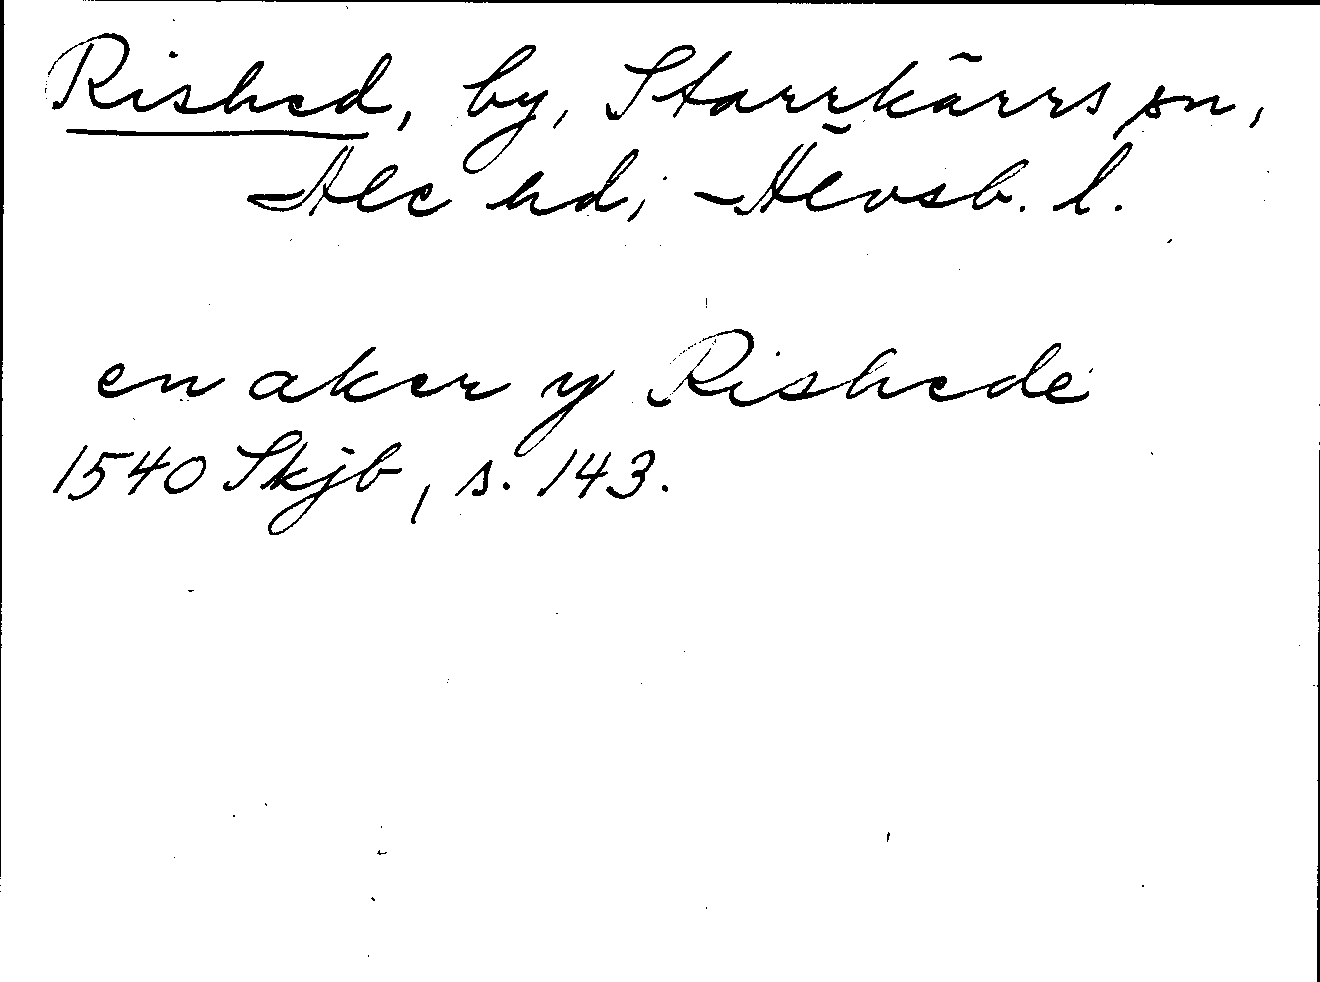 Rished, by, Starrkärrs sn,
Ale hd, Älvsb. l.
en aker y Rishede
1540 Skjb, s. 143.